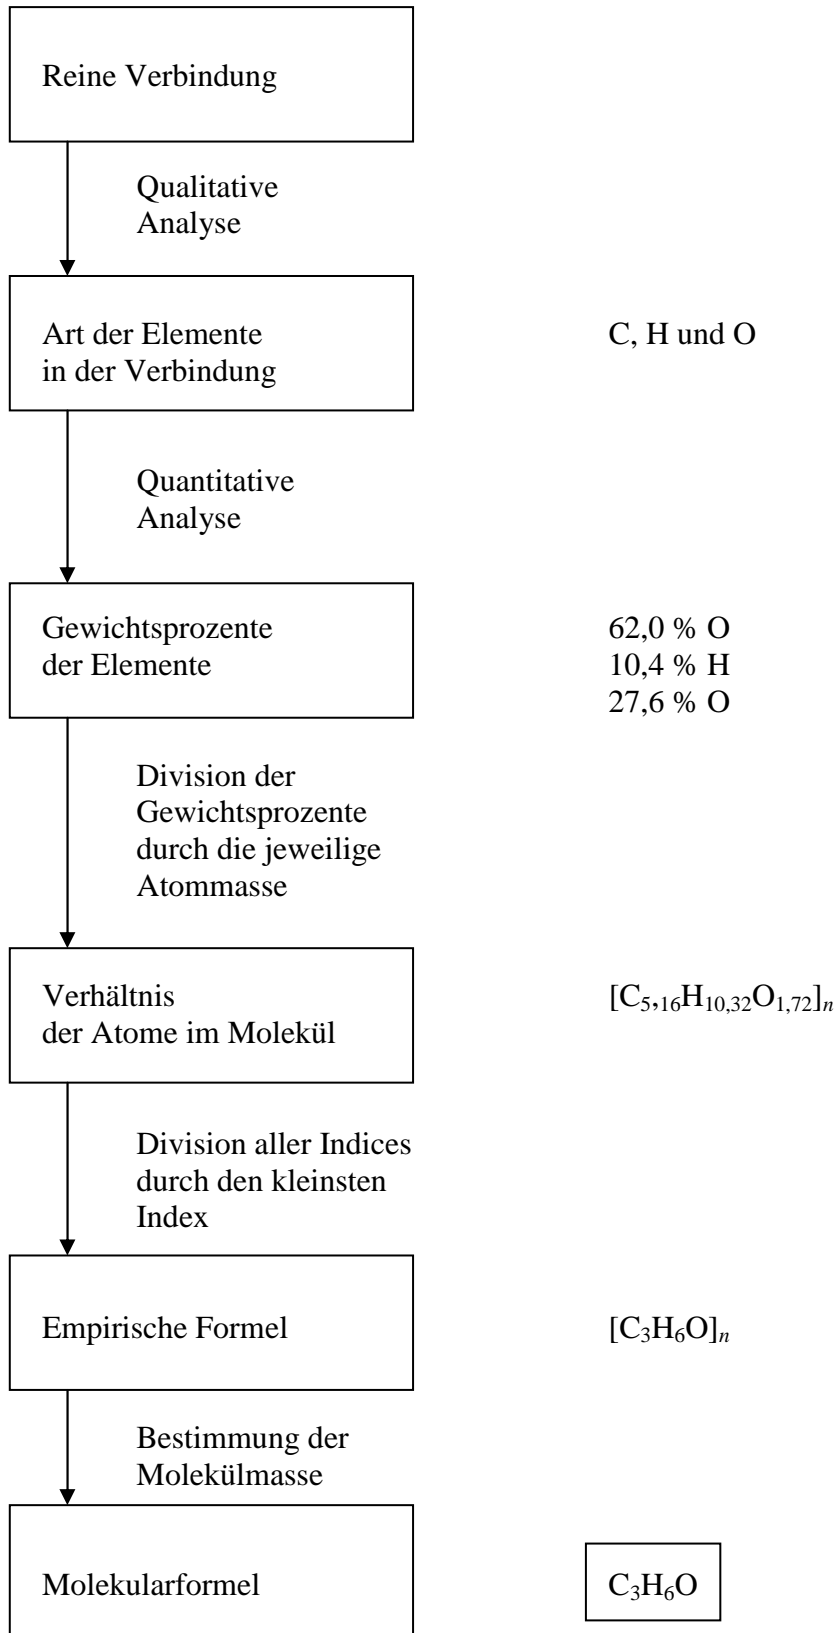 Reine Verbindung
Qualitative
Analyse
Art der Elemente
in der Verbindung
C, H und O
Quantitative
Analyse
Gewichtsprozente
der Elemente
62,0 % O
10,4 % H
27,6 % O
Division der
Gewichtsprozente
durch die jeweilige
Atommasse
Verhältnis
der Atome im Molekül
[C₅,₁₆H₁₀,₃₂O₁,₇₂]ₙ
Division aller Indices
durch den kleinsten
Index
Empirische Formel
[C₃H₆O]ₙ
Bestimmung der
Molekülmasse
Molekularformel
C₃H₆O